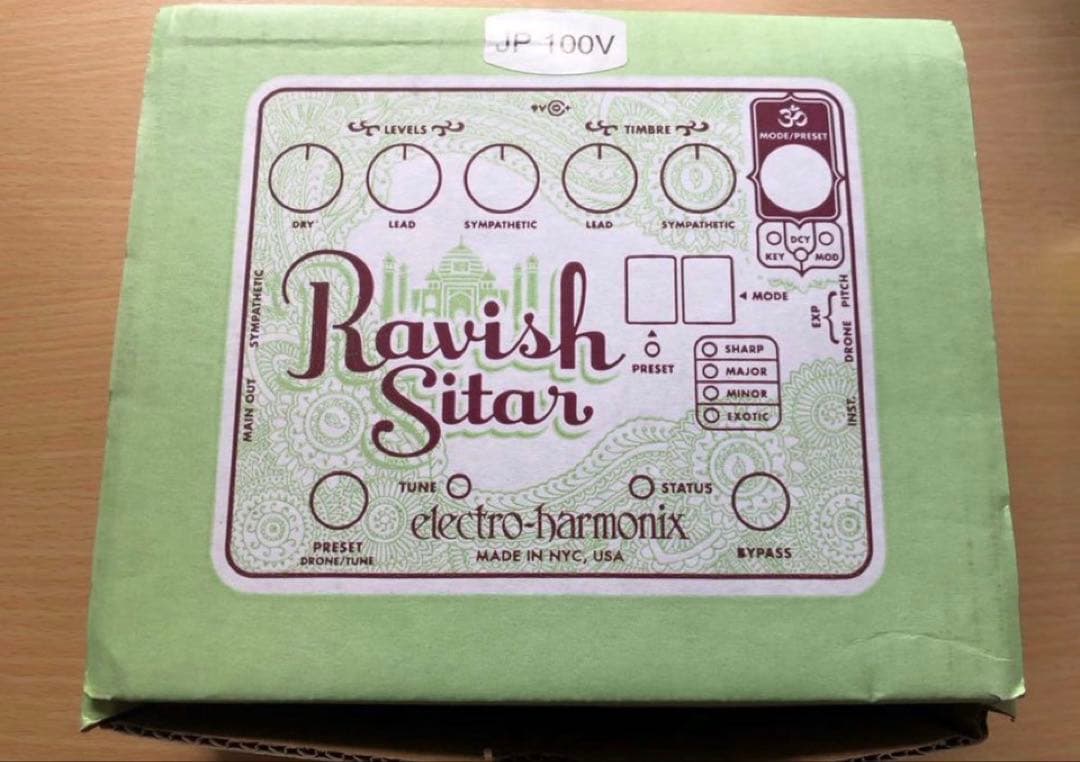 JP 100V
9V
ॐ
MODE/PRESET
LEVELS
TIMBRE
DRY
LEAD
SYMPATHETIC
LEAD
SYMPATHETIC
DCY
KEY
MOD
MAIN OUT
SYMPATHETIC
Ravish
Sitar
MODE
PRESET
EXP
PITCH
DRONE
INST.
SHARP
MAJOR
MINOR
EXOTIC
TUNE
STATUS
electro-harmonix
MADE IN NYC, USA
PRESET
DRONE/TUNE
BYPASS